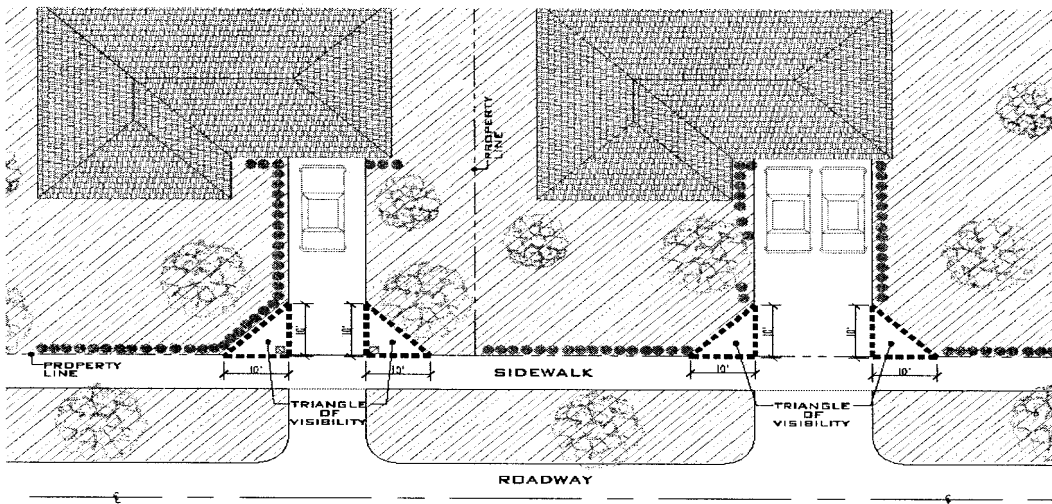 PROPERTY
LINE
10'
10'
10'
10'
PROPERTY
LINE
10'
10'
SIDEWALK
10'
10'
TRIANGLE
OF
VISIBILITY
TRIANGLE
OF
VISIBILITY
ROADWAY